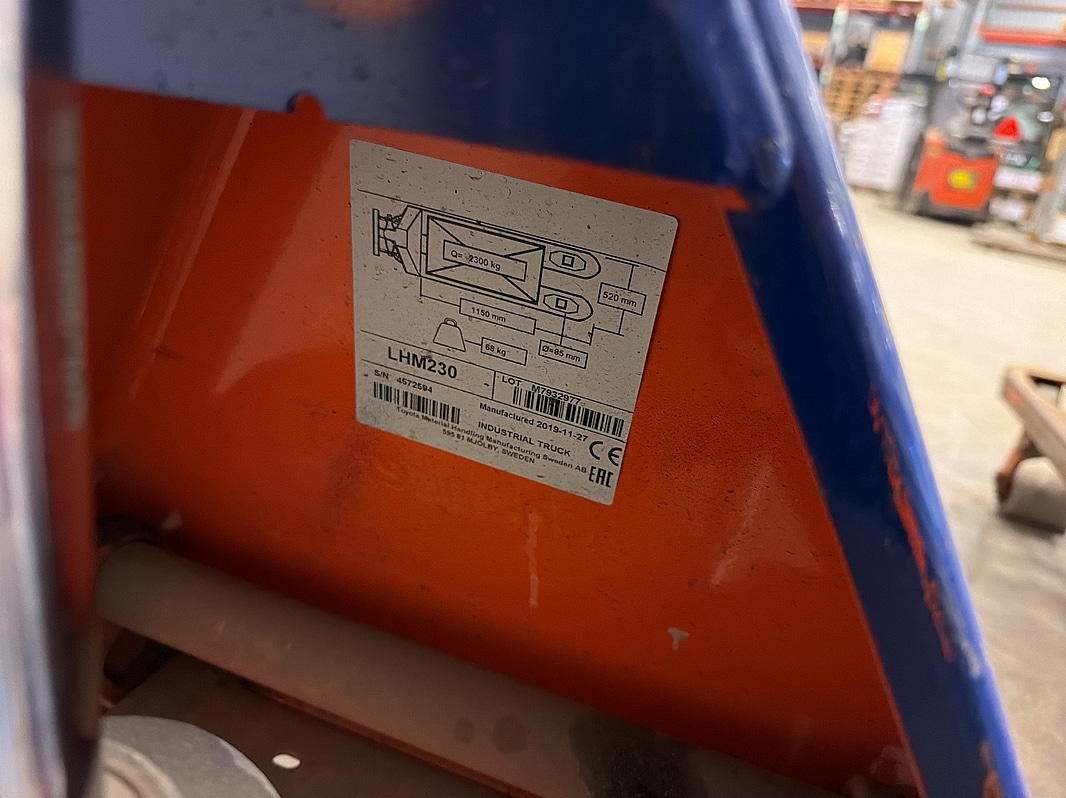 Q= 2300 kg
520 mm
1150 mm
68 kg
Ø=85 mm
LHM230
S/N 4572594
LOT M7932977
Manufactured 2019-11-27
INDUSTRIAL TRUCK
Toyota Material Handling Manufacturing Sweden AB
595 81 MJÖLBY, SWEDEN
CE
EAC